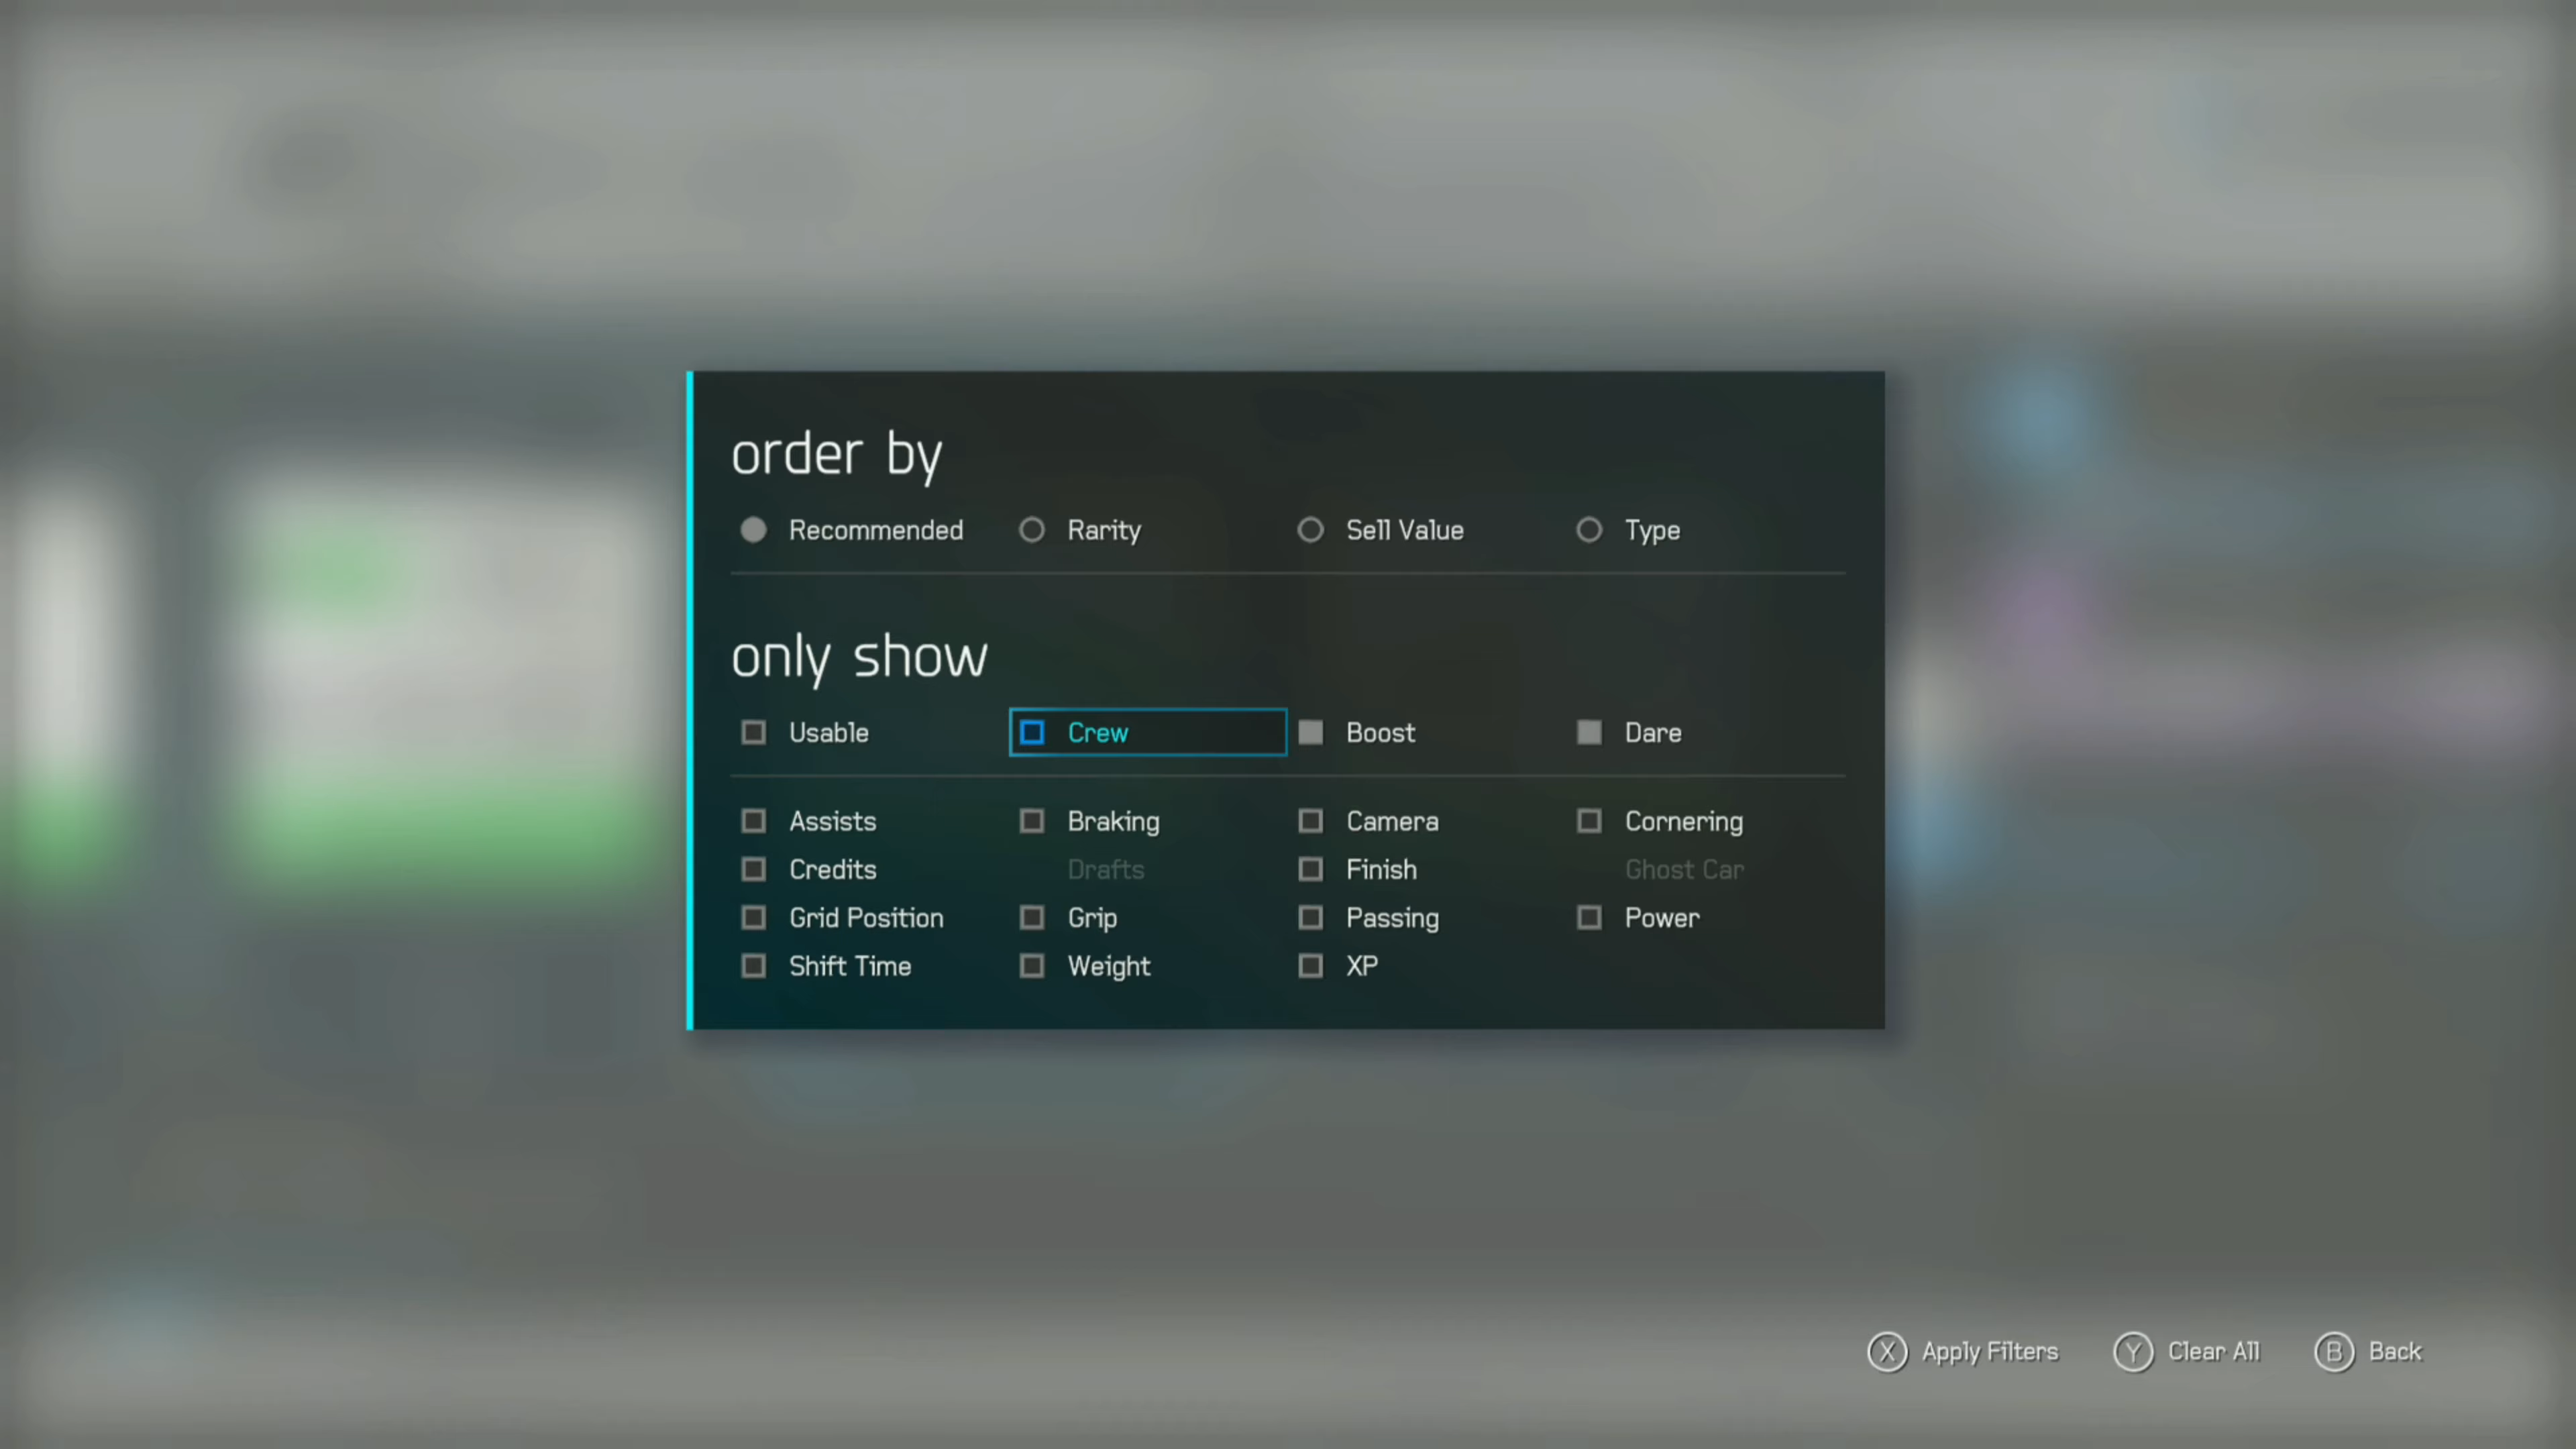 order by
Recommended Rarity Sell Value Type
only show
Usable Crew Boost Dare
Assists Braking Camera Cornering
Credits Drafts Finish Ghost Car
Grid Position Grip Passing Power
Shift Time Weight XP
X Apply Filters Y Clear All B Back